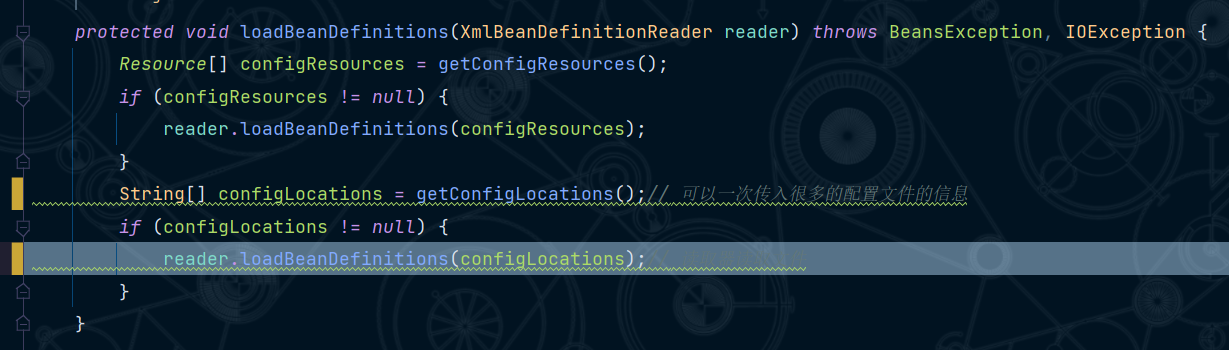 protected void loadBeanDefinitions(XmlBeanDefinitionReader reader) throws BeansException, IOException {
Resource[] configResources = getConfigResources();
if (configResources != null) {
reader.loadBeanDefinitions(configResources);
}
String[] configLocations = getConfigLocations();// 可以一次传入很多的配置文件的信息
if (configLocations != null) {
reader.loadBeanDefinitions(configLocations);
}
}